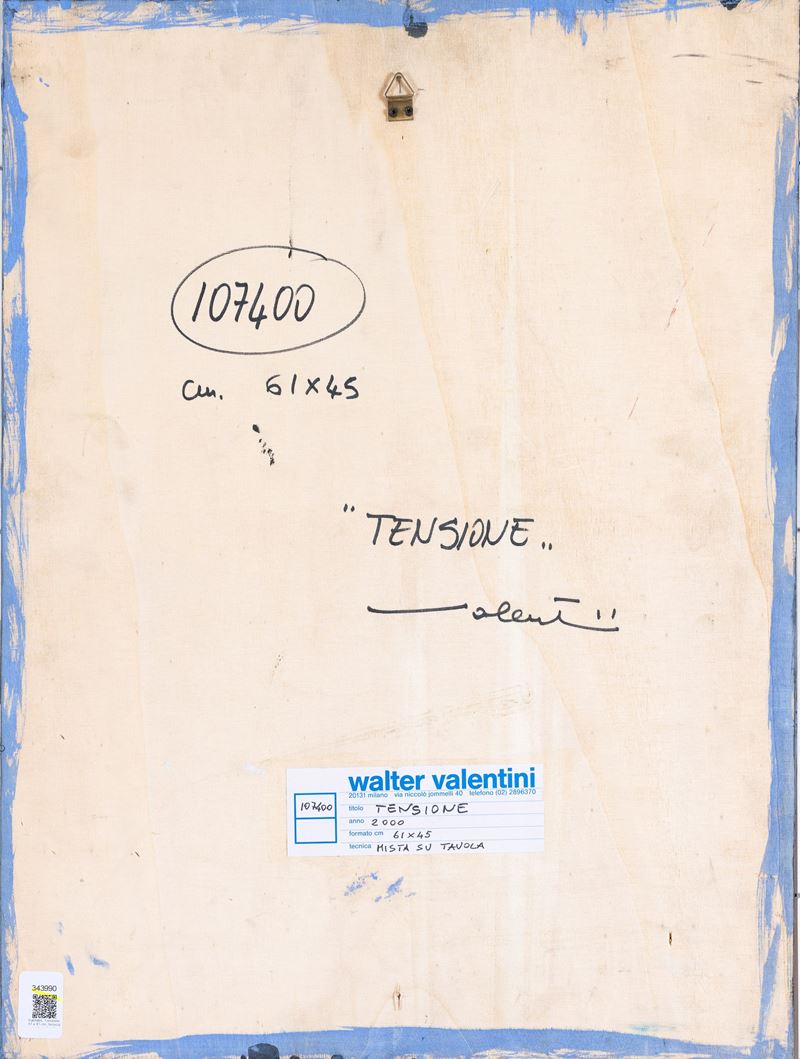 107400
cm. 61x45
"TENSIONE"
Valentini
walter valentini
20131 milano via niccolò jommelli 40 telefono (02) 2896370
107400
titolo TENSIONE
anno 2000
formato cm 61x45
tecnica MISTA SU TAVOLA
343990